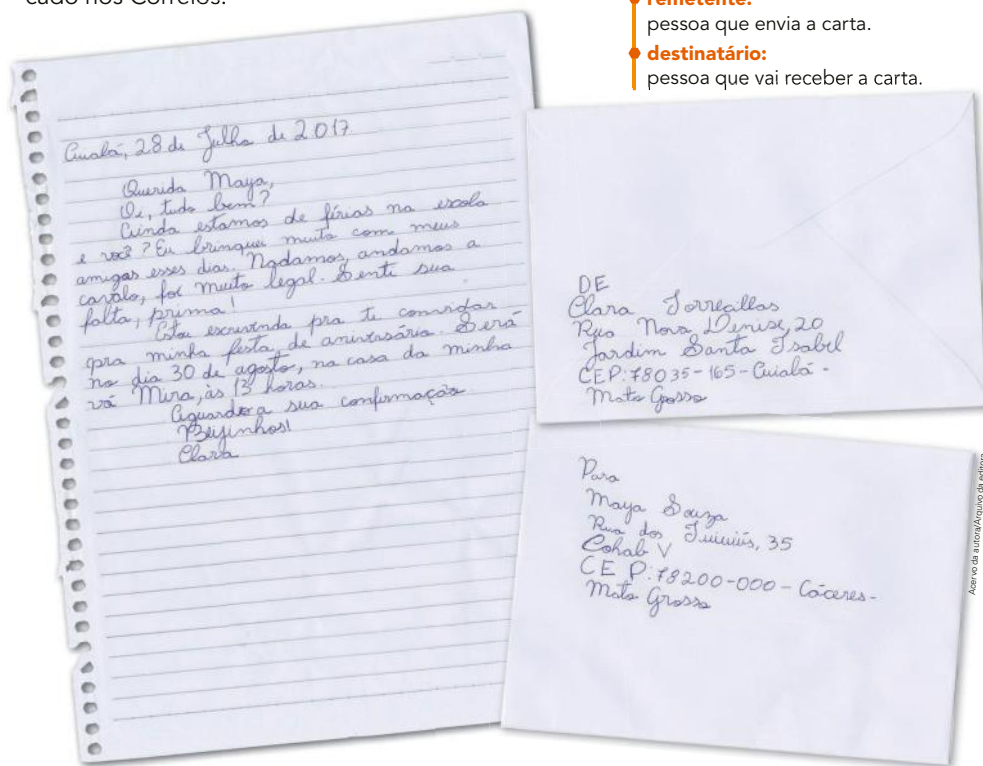 cado nos Correios.
remetente:
pessoa que envia a carta.
destinatário:
pessoa que vai receber a carta.
Cuiabá, 28 de Julho de 2017
Querida Maya,
Oi, tudo bem?
Ainda estamos de férias na escola
e você? Eu brinquei muito com meus
amigos esses dias. Nadamos, andamos a
cavalo, foi muito legal. Senti sua
falta, prima!
Estou escrevendo, pra te convidar
pra minha festa de aniversário. Será
no dia 30 de agosto, na casa da minha
vó Mira, às 13 horas.
Aguardo a sua confirmação.
Beijinhos!
Clara
DE
Clara Torrecillas
Rua Nova Denise, 20
Jardim Santa Isabel
CEP: 78035-165-Cuiabá-
Mato Grosso
Para
Maya Souza
Rua dos Tuiuiús, 35
Cohab V
CEP: 78200-000-Cáceres-
Mato Grosso
Acervo da autora/Arquivo da editora